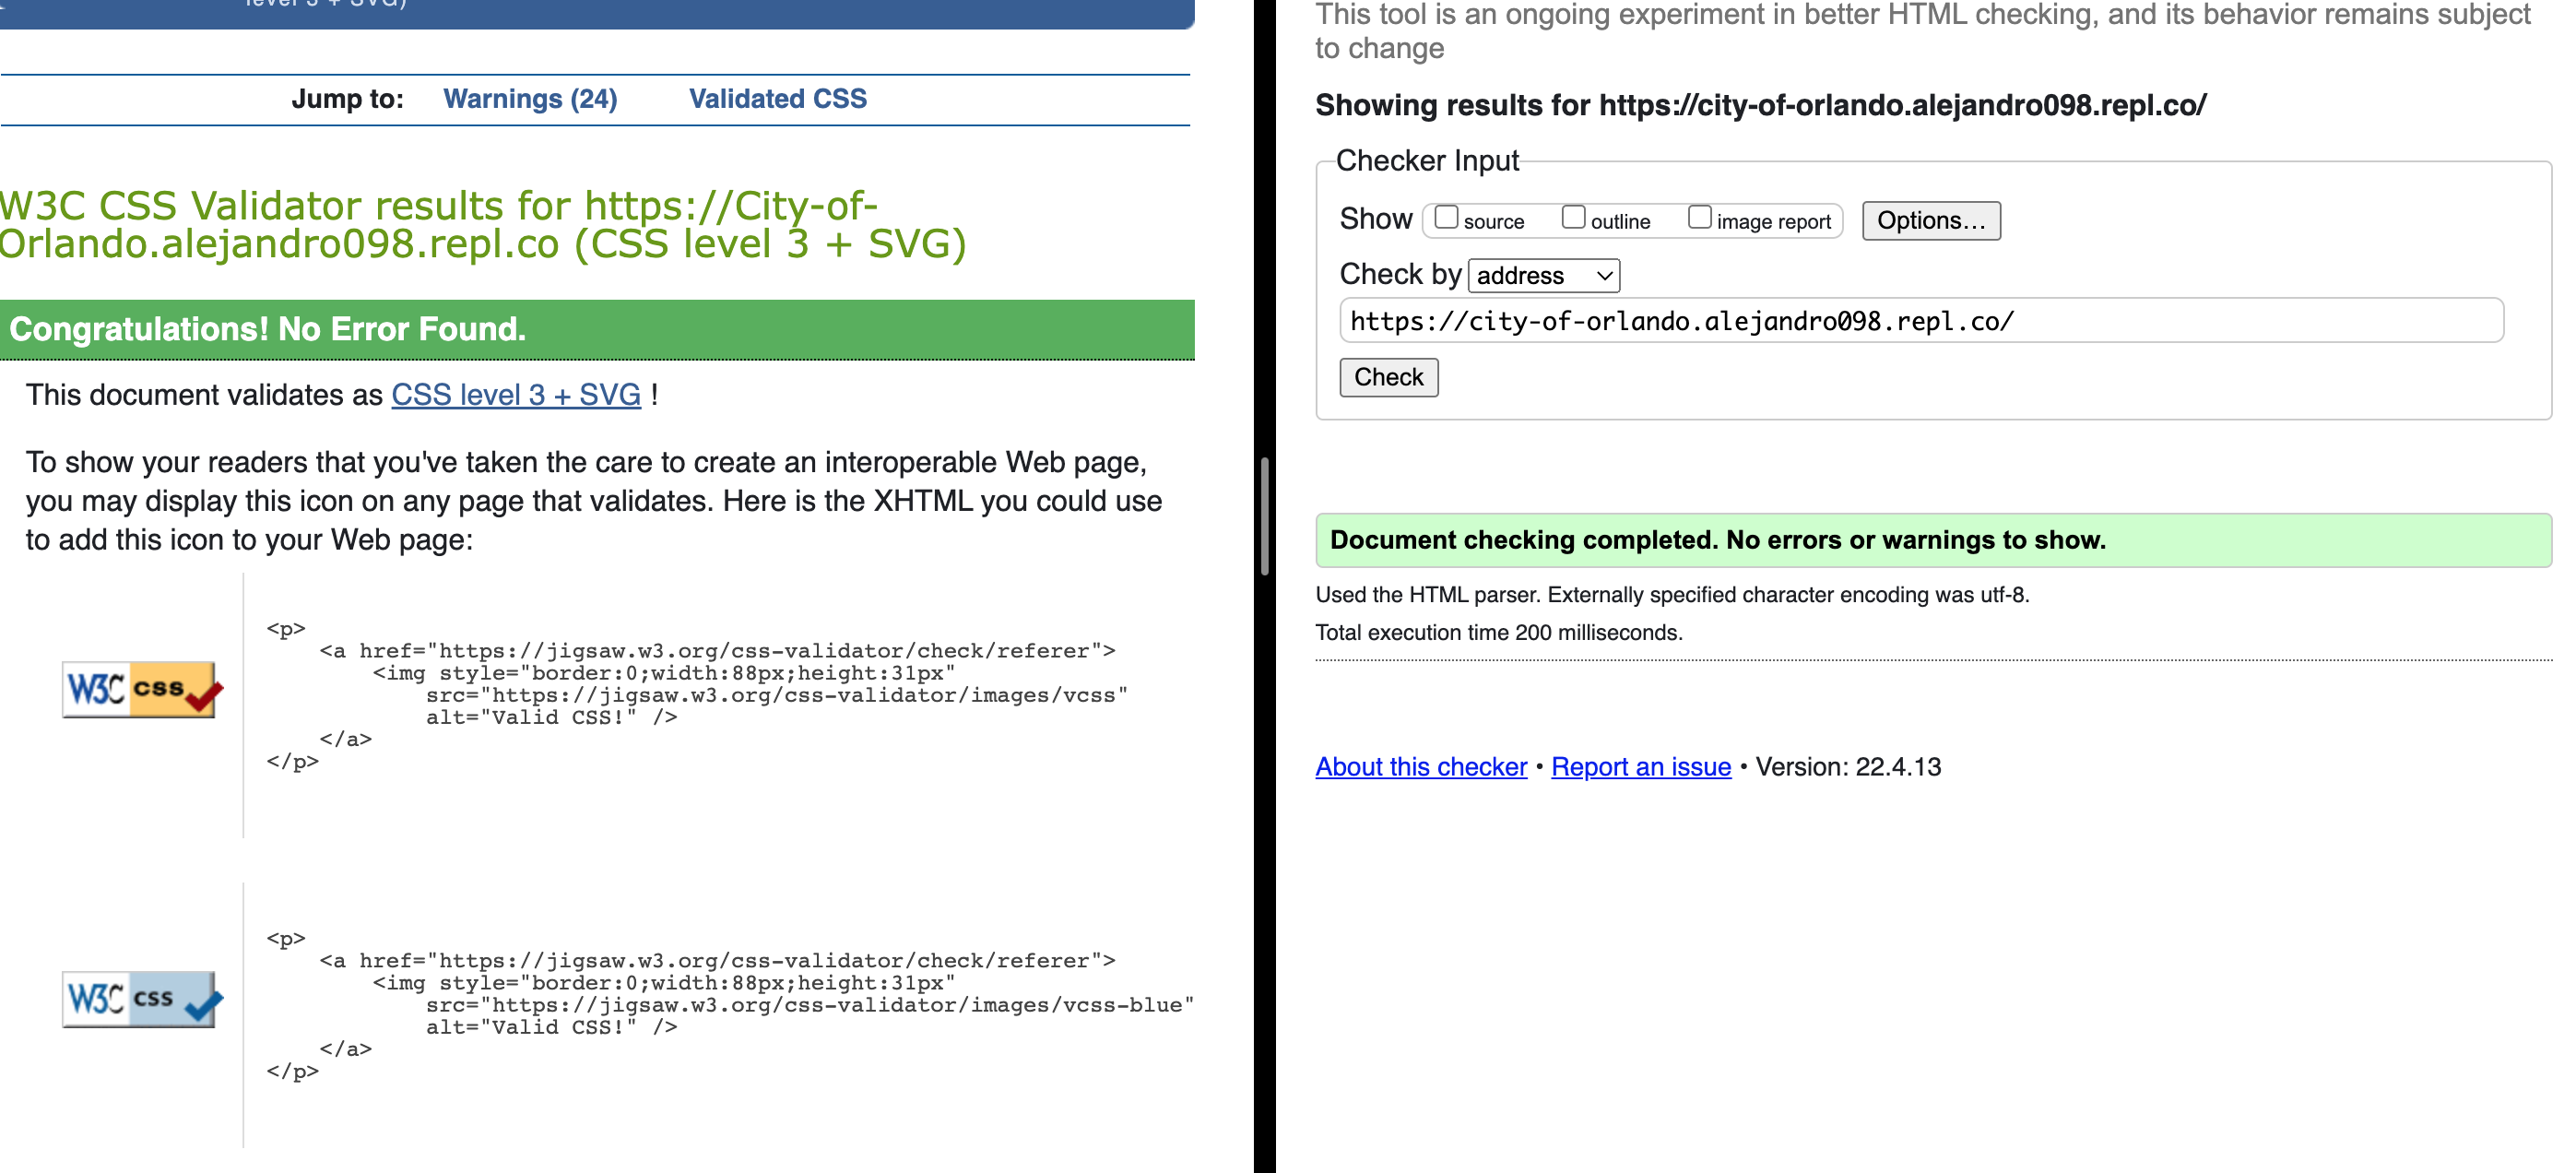 level 3 + SVG)
Jump to: Warnings (24) Validated CSS
W3C CSS Validator results for https://City-of-
Orlando.alejandro098.repl.co (CSS level 3 + SVG)
Congratulations! No Error Found.
This document validates as CSS level 3 + SVG !
To show your readers that you've taken the care to create an interoperable Web page,
you may display this icon on any page that validates. Here is the XHTML you could use
to add this icon to your Web page:
W3C css
<p>
<a href="https://jigsaw.w3.org/css-validator/check/referer">
<img style="border:0;width:88px;height:31px"
src="https://jigsaw.w3.org/css-validator/images/vcss"
alt="Valid CSS!" />
</a>
</p>
W3C css
<p>
<a href="https://jigsaw.w3.org/css-validator/check/referer">
<img style="border:0;width:88px;height:31px"
src="https://jigsaw.w3.org/css-validator/images/vcss-blue"
alt="Valid CSS!" />
</a>
</p>
This tool is an ongoing experiment in better HTML checking, and its behavior remains subject
to change
Showing results for https://city-of-orlando.alejandro098.repl.co/
Checker Input
Show source outline image report Options...
Check by address
https://city-of-orlando.alejandro098.repl.co/
Check
Document checking completed. No errors or warnings to show.
Used the HTML parser. Externally specified character encoding was utf-8.
Total execution time 200 milliseconds.
About this checker • Report an issue • Version: 22.4.13